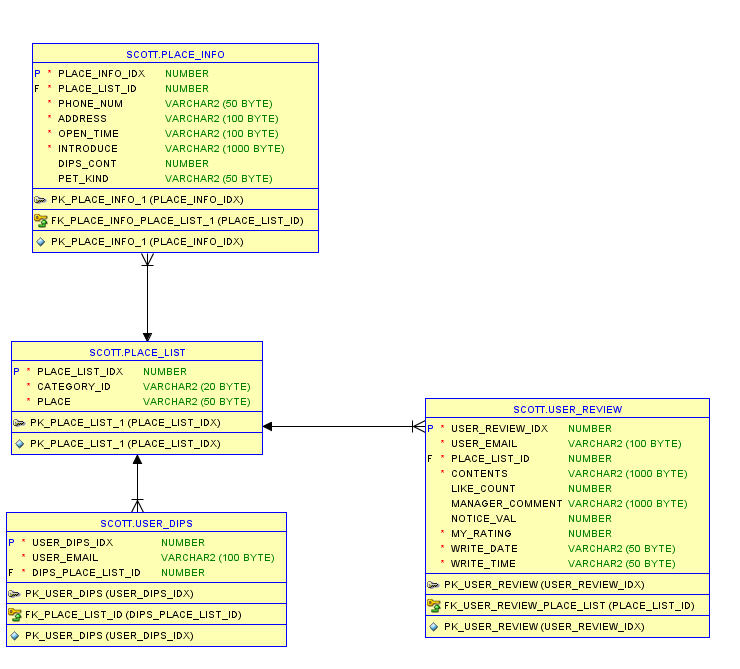 SCOTT.PLACE_INFO
P * PLACE_INFO_IDX NUMBER
F * PLACE_LIST_ID NUMBER
* PHONE_NUM VARCHAR2 (50 BYTE)
* ADDRESS VARCHAR2 (100 BYTE)
* OPEN_TIME VARCHAR2 (100 BYTE)
* INTRODUCE VARCHAR2 (1000 BYTE)
DIPS_CONT NUMBER
PET_KIND VARCHAR2 (50 BYTE)
PK_PLACE_INFO_1 (PLACE_INFO_IDX)
FK_PLACE_INFO_PLACE_LIST_1 (PLACE_LIST_ID)
PK_PLACE_INFO_1 (PLACE_INFO_IDX)
SCOTT.PLACE_LIST
P * PLACE_LIST_IDX NUMBER
* CATEGORY_ID VARCHAR2 (20 BYTE)
* PLACE VARCHAR2 (50 BYTE)
PK_PLACE_LIST_1 (PLACE_LIST_IDX)
PK_PLACE_LIST_1 (PLACE_LIST_IDX)
SCOTT.USER_REVIEW
P * USER_REVIEW_IDX NUMBER
* USER_EMAIL VARCHAR2 (100 BYTE)
F * PLACE_LIST_ID NUMBER
* CONTENTS VARCHAR2 (1000 BYTE)
LIKE_COUNT NUMBER
MANAGER_COMMENT VARCHAR2 (1000 BYTE)
NOTICE_VAL NUMBER
* MY_RATING NUMBER
* WRITE_DATE VARCHAR2 (50 BYTE)
* WRITE_TIME VARCHAR2 (50 BYTE)
PK_USER_REVIEW (USER_REVIEW_IDX)
FK_USER_REVIEW_PLACE_LIST (PLACE_LIST_ID)
PK_USER_REVIEW (USER_REVIEW_IDX)
SCOTT.USER_DIPS
P * USER_DIPS_IDX NUMBER
* USER_EMAIL VARCHAR2 (100 BYTE)
F * DIPS_PLACE_LIST_ID NUMBER
PK_USER_DIPS (USER_DIPS_IDX)
FK_PLACE_LIST_ID (DIPS_PLACE_LIST_ID)
PK_USER_DIPS (USER_DIPS_IDX)